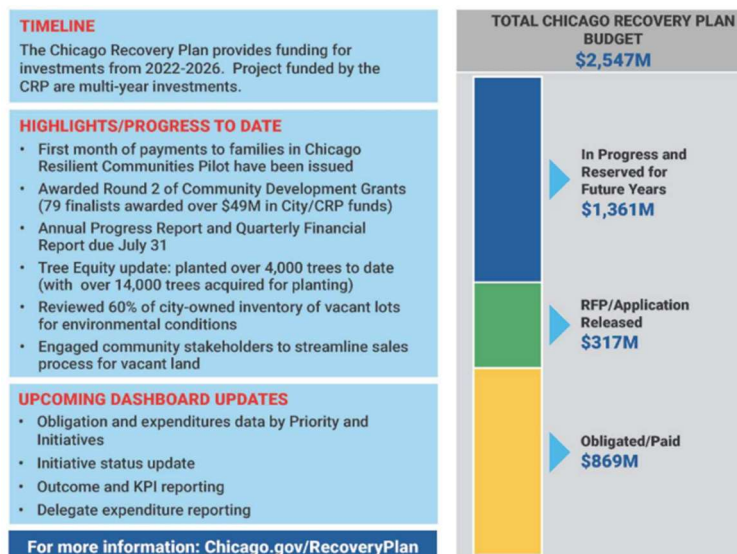 TIMELINE
The Chicago Recovery Plan provides funding for
investments from 2022-2026. Project funded by the
CRP are multi-year investments.
HIGHLIGHTS/PROGRESS TO DATE
• First month of payments to families in Chicago
Resilient Communities Pilot have been issued
• Awarded Round 2 of Community Development Grants
(79 finalists awarded over $49M in City/CRP funds)
• Annual Progress Report and Quarterly Financial
Report due July 31
• Tree Equity update: planted over 4,000 trees to date
(with over 14,000 trees acquired for planting)
• Reviewed 60% of city-owned inventory of vacant lots
for environmental conditions
• Engaged community stakeholders to streamline sales
process for vacant land
UPCOMING DASHBOARD UPDATES
• Obligation and expenditures data by Priority and
Initiatives
• Initiative status update
• Outcome and KPI reporting
• Delegate expenditure reporting
For more information: Chicago.gov/RecoveryPlan
TOTAL CHICAGO RECOVERY PLAN
BUDGET
$2,547M
In Progress and
Reserved for
Future Years
$1,361M
RFP/Application
Released
$317M
Obligated/Paid
$869M